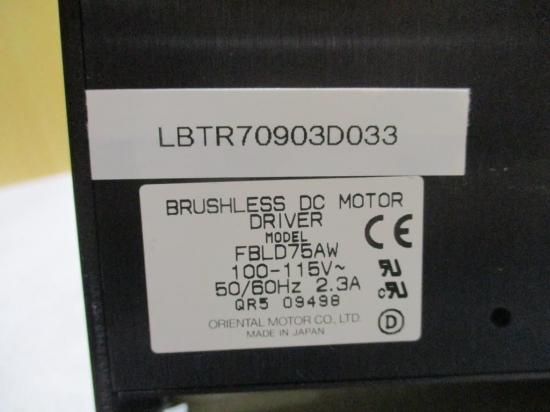 LBTR70903D033
BRUSHLESS DC MOTOR
DRIVER
MODEL
FBLD75AW
100-115V~
50/60Hz 2.3A
QR5 09498
ORIENTAL MOTOR CO., LTD.
MADE IN JAPAN
CE
c
D